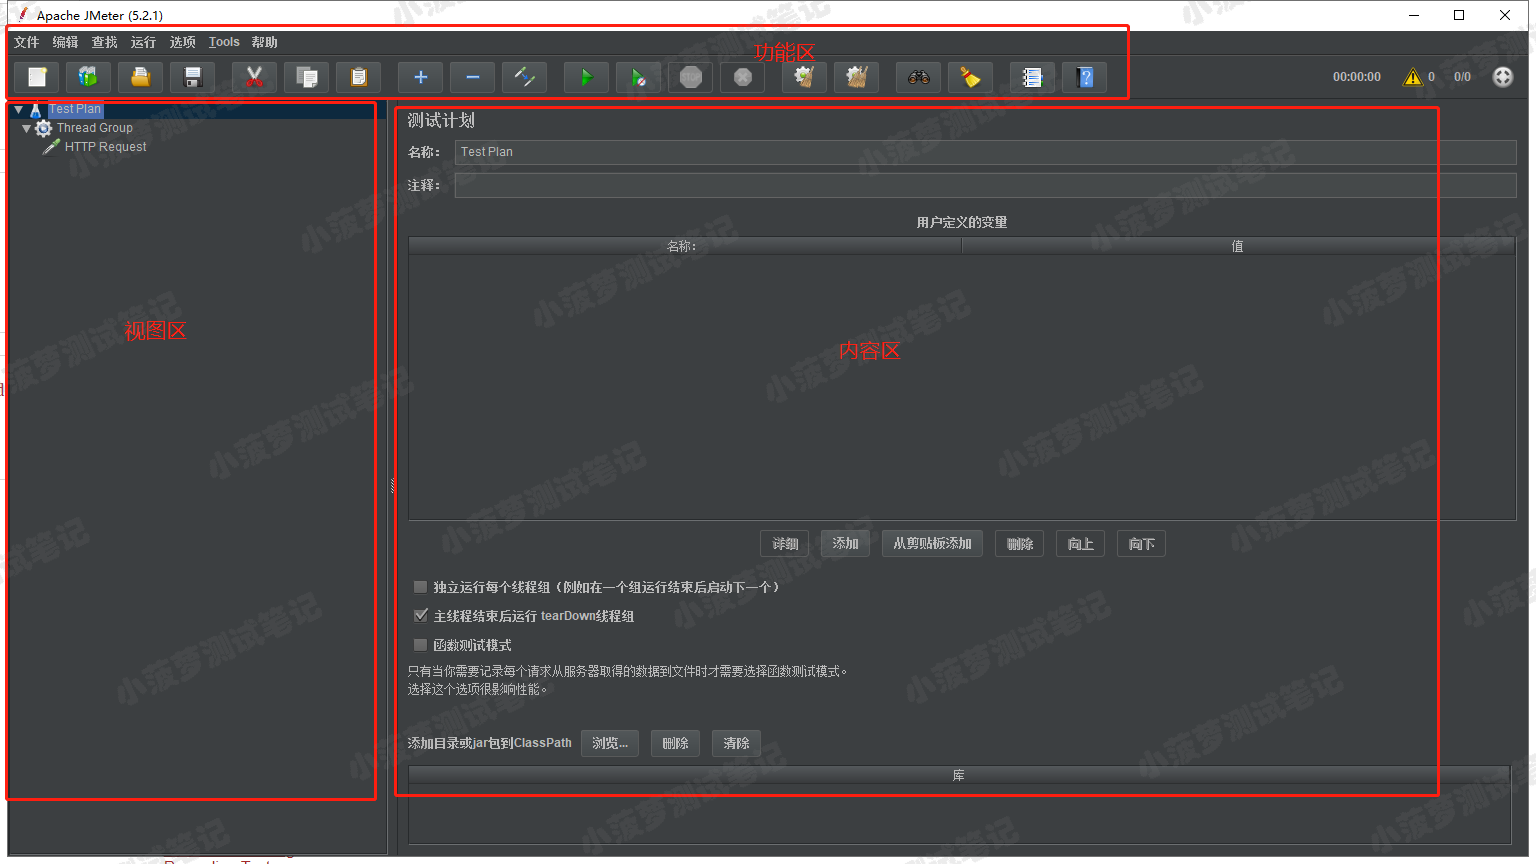 Apache JMeter (5.2.1)
文件 编辑 查找 运行 选项 Tools 帮助
功能区
STOP
00:00:00 0 0/0
Test Plan
Thread Group
HTTP Request
视图区
测试计划
名称： Test Plan
注释：
用户定义的变量
名称： 值
内容区
详细 添加 从剪贴板添加 删除 向上 向下
独立运行每个线程组（例如在一个组运行结束后启动下一个）
主线程结束后运行 tearDown线程组
函数测试模式
只有当你需要记录每个请求从服务器取得的数据到文件时才需要选择函数测试模式。
选择这个选项很影响性能。
添加目录或jar包到ClassPath 浏览... 删除 清除
库
小菠萝测试笔记